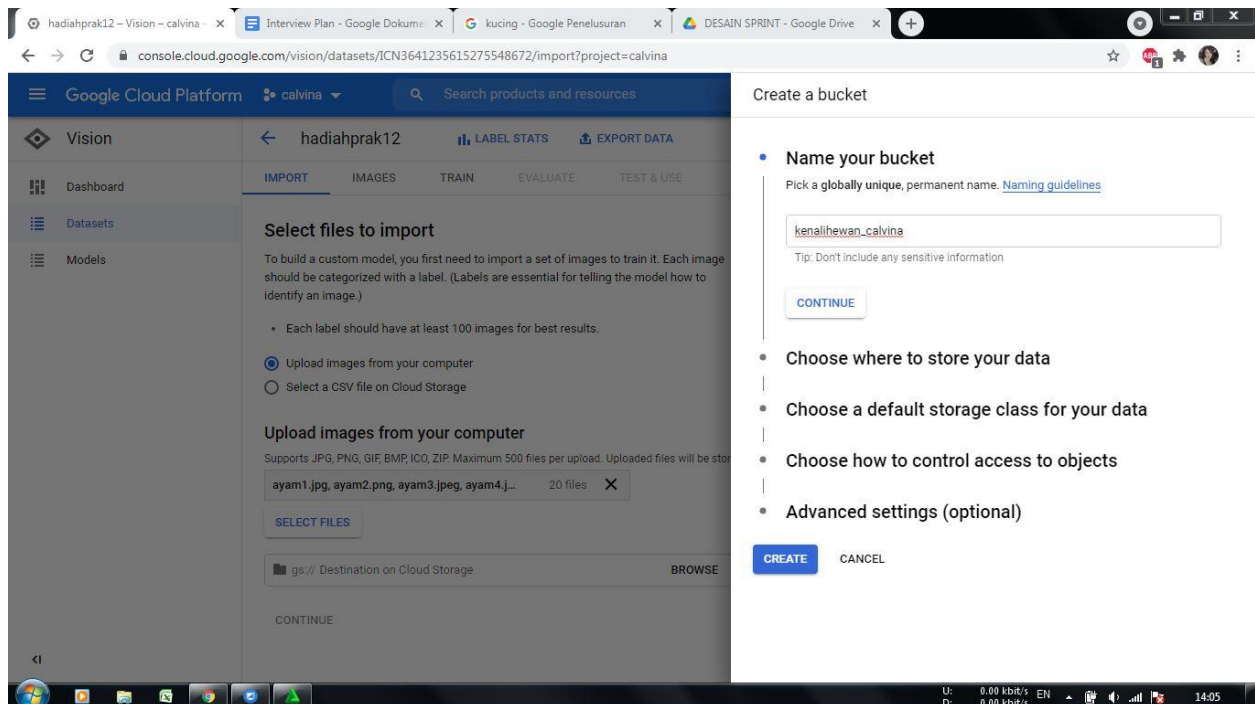 hadiahprak12 – Vision – calvina –
Interview Plan - Google Dokume
kucing - Google Penelusuran
DESAIN SPRINT - Google Drive
console.cloud.google.com/vision/datasets/ICN3641235615275548672/import?project=calvina
ABP
1
Google Cloud Platform
calvina
Search products and resources
Vision
hadiahprak12
LABEL STATS
EXPORT DATA
Dashboard
Datasets
Models
IMPORT
IMAGES
TRAIN
EVALUATE
TEST & USE
Select files to import
To build a custom model, you first need to import a set of images to train it. Each image
should be categorized with a label. (Labels are essential for telling the model how to
identify an image.)
• Each label should have at least 100 images for best results.
Upload images from your computer
Select a CSV file on Cloud Storage
Upload images from your computer
Supports JPG, PNG, GIF, BMP, ICO, ZIP. Maximum 500 files per upload. Uploaded files will be stor
ayam1.jpg, ayam2.png, ayam3.jpeg, ayam4.j... 20 files
SELECT FILES
gs:// Destination on Cloud Storage
BROWSE
CONTINUE
Create a bucket
Name your bucket
Pick a globally unique, permanent name. Naming guidelines
kenalihewan_calvina
Tip: Don't include any sensitive information
CONTINUE
Choose where to store your data
Choose a default storage class for your data
Choose how to control access to objects
Advanced settings (optional)
CREATE
CANCEL
U: 0.00 kbit/s
D: 0.00 kbit/s
EN
14:05